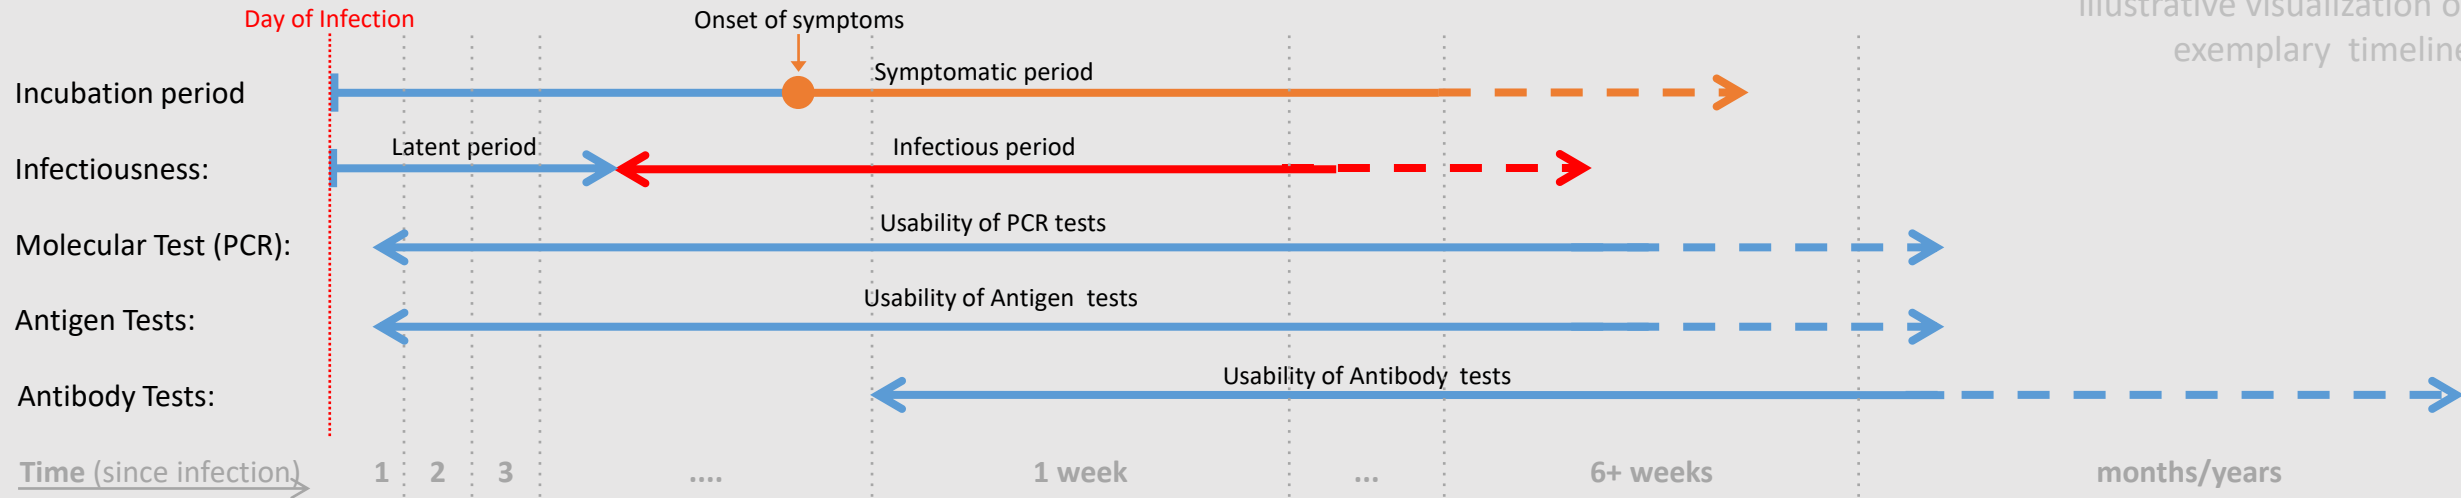 illustrative visualization o
Day of Infection
Onset of symptoms
exemplary timeline
Symptomatic period
Incubation period
Latent period
Infectious period
Infectiousness:
Usability of PCR tests
Molecular Test (PCR):
Usability of Antigen tests
Antigen Tests:
Usability of Antibody tests
Antibody Tests:
Time (since infection)
1 2 3 .... 1 week ... 6+ weeks months/years